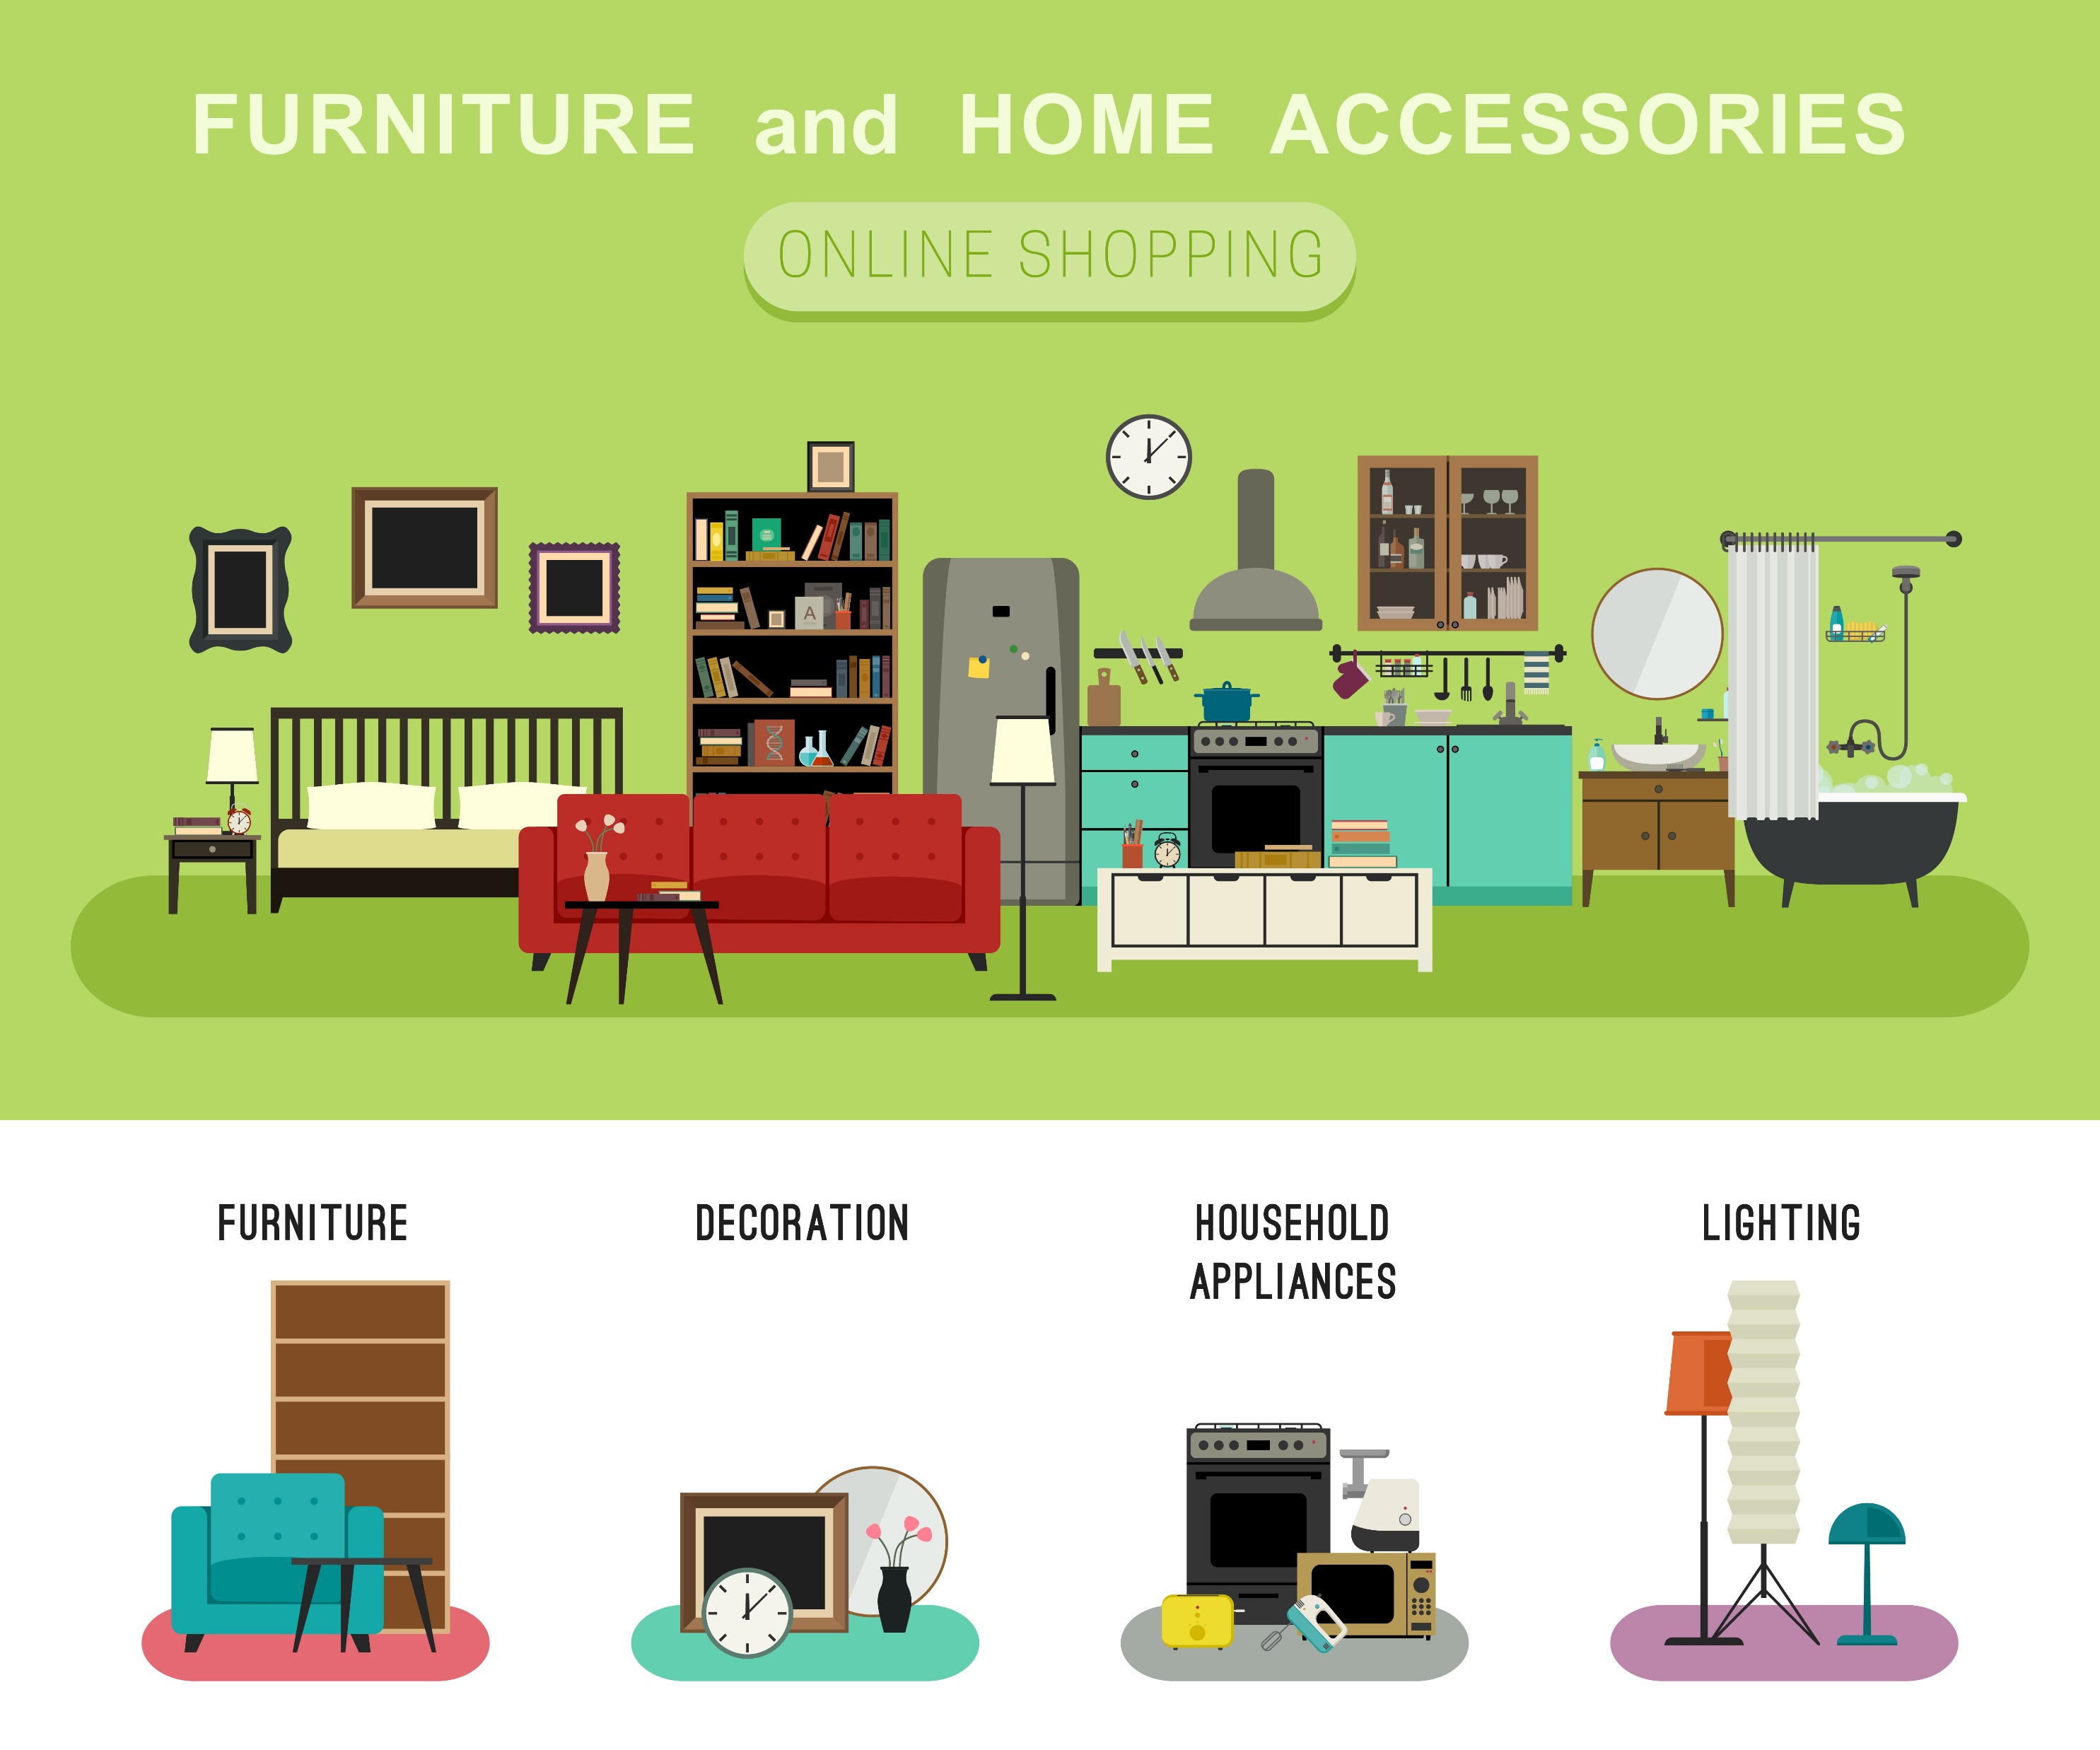 FURNITURE and HOME ACCESSORIES
ONLINE SHOPPING
A
FURNITURE
DECORATION
HOUSEHOLD
APPLIANCES
LIGHTING